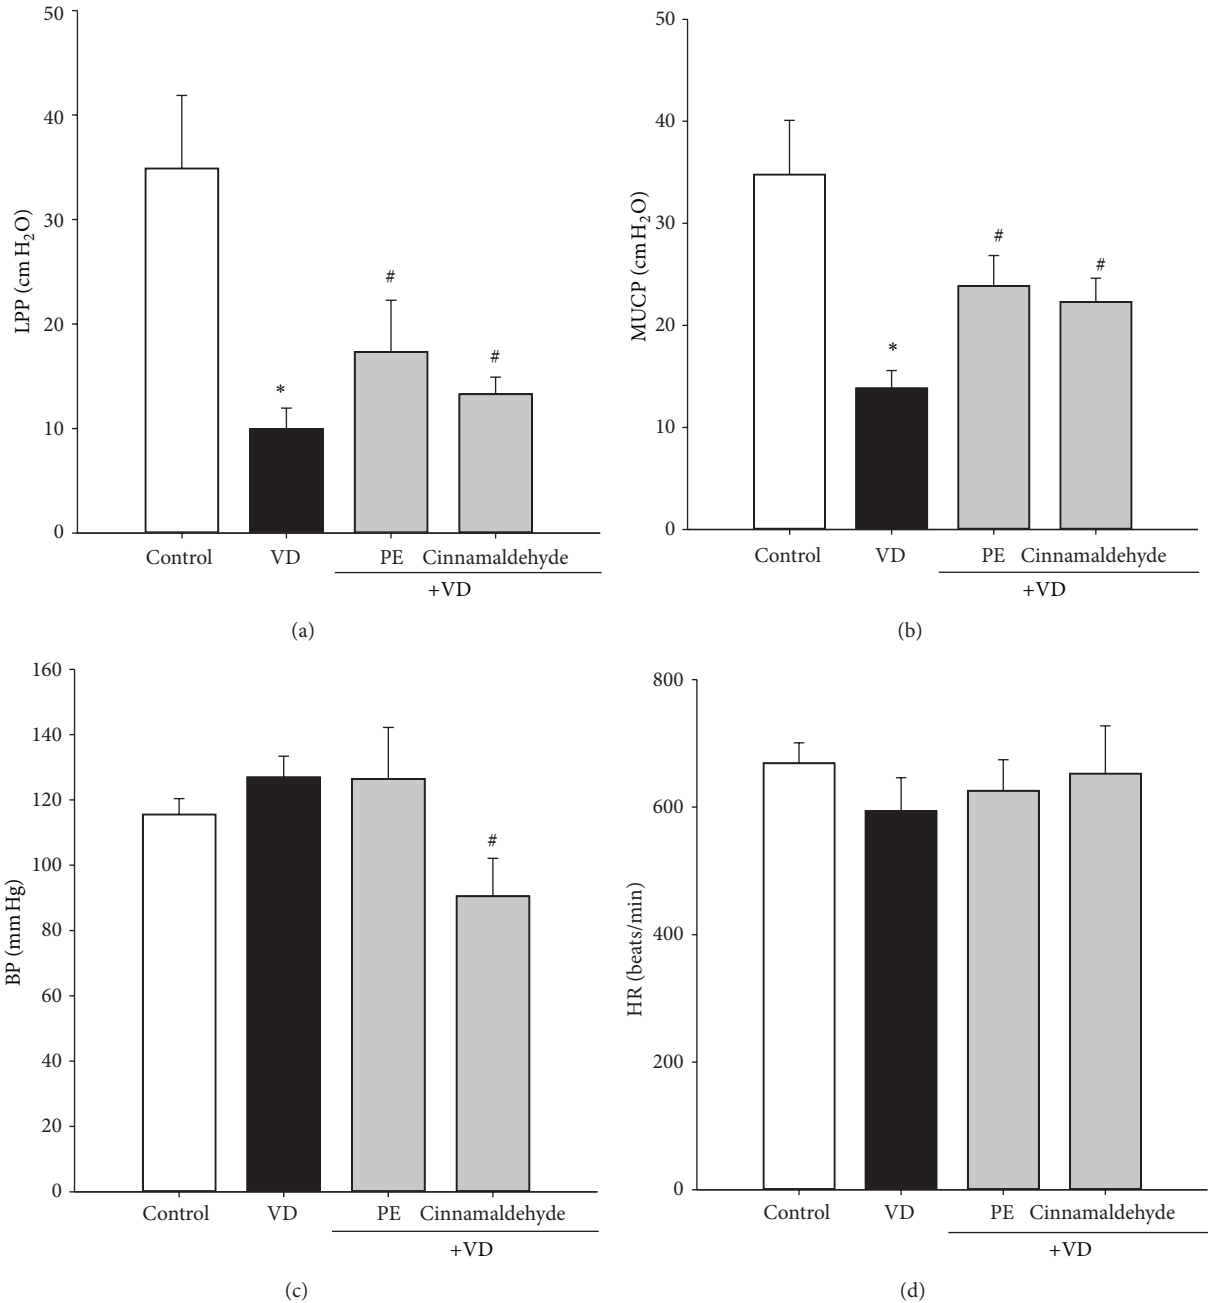 50
40
30
20
10
0
LPP (cm H₂O)
*
#
#
Control VD PE Cinnamaldehyde
+VD
(a)
50
40
30
20
10
0
MUCP (cm H₂O)
*
#
#
Control VD PE Cinnamaldehyde
+VD
(b)
160
140
120
100
80
60
40
20
0
BP (mm Hg)
#
Control VD PE Cinnamaldehyde
+VD
(c)
800
600
400
200
0
HR (beats/min)
Control VD PE Cinnamaldehyde
+VD
(d)